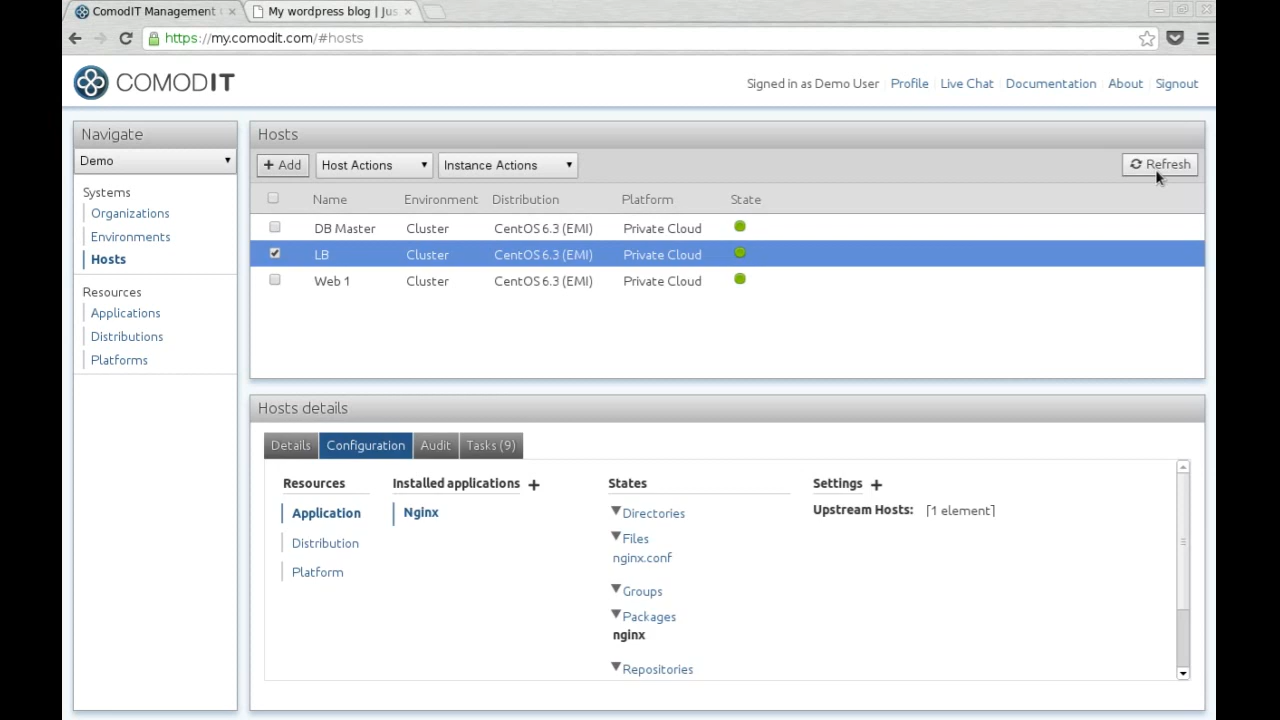 ComodIT Management
My wordpress blog | Jus
https://my.comodit.com/#hosts
COMODIT
Signed in as Demo User Profile Live Chat Documentation About Signout
Navigate
Demo
Systems
Organizations
Environments
Hosts
Resources
Applications
Distributions
Platforms
Hosts
+ Add Host Actions Instance Actions Refresh
Name Environment Distribution Platform State
DB Master Cluster CentOS 6.3 (EMI) Private Cloud
LB Cluster CentOS 6.3 (EMI) Private Cloud
Web 1 Cluster CentOS 6.3 (EMI) Private Cloud
Hosts details
Details Configuration Audit Tasks (9)
Resources
Application
Distribution
Platform
Installed applications +
Nginx
States
Directories
Files
nginx.conf
Groups
Packages
nginx
Repositories
Settings +
Upstream Hosts: [1 element]